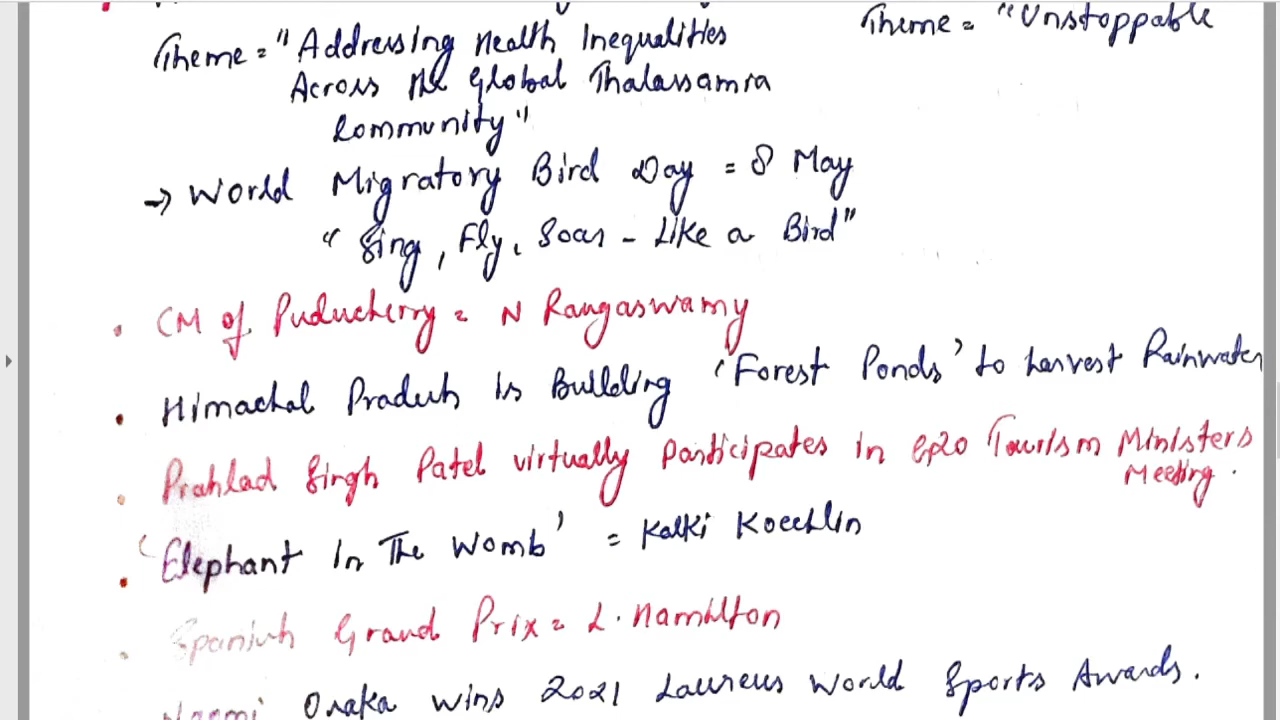 Theme = "Unstoppable
Theme = "Addressing Health Inequalities
Across the Global Thalassamia
Community"
→ World Migratory Bird Day = 8 May
"Sing, Fly, Soar - Like a Bird"
• CM of Puducherry = N Rangaswamy
• Himachal Pradesh is Building 'Forest Ponds' to harvest Rainwater
• Prahlad Singh Patel virtually participates in G20 Tourism Ministers
Meeting.
• 'Elephant In The Womb' = Kalki Koechlin
• Spanish Grand Prix = L. Hamilton
Naomi Osaka wins 2021 Laureus World Sports Awards.